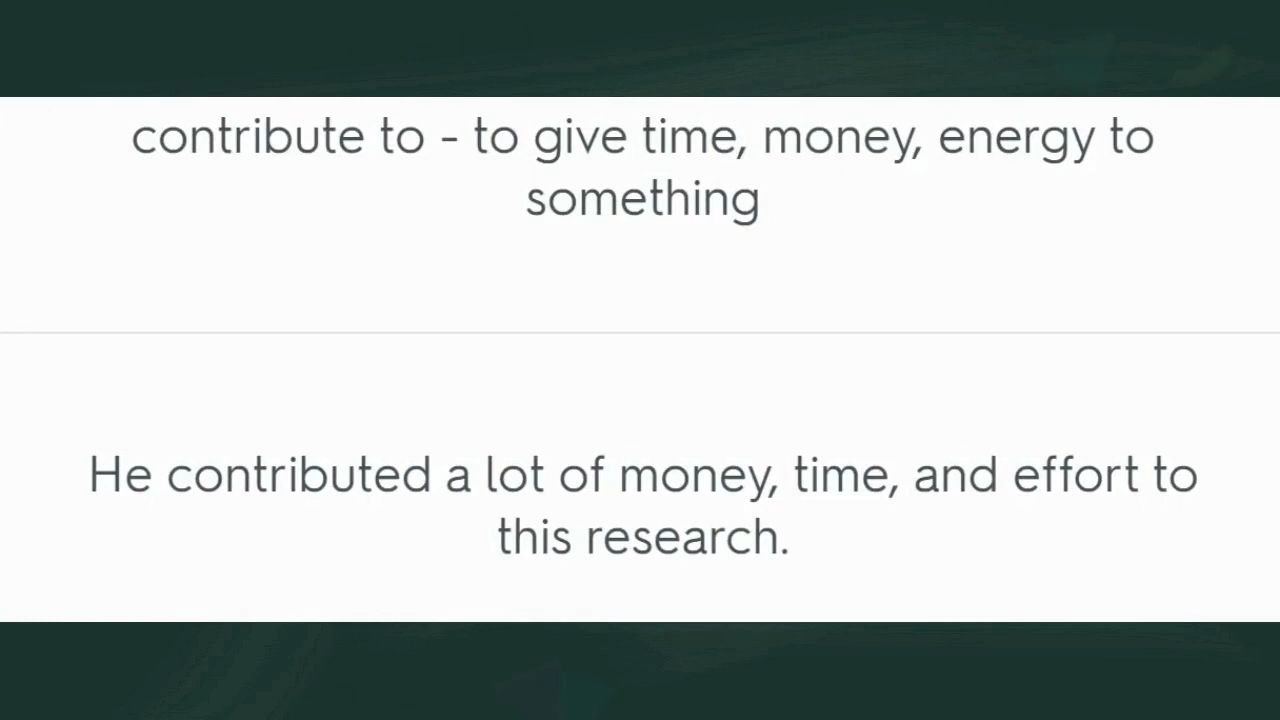 contribute to - to give time, money, energy to
something
He contributed a lot of money, time, and effort to
this research.